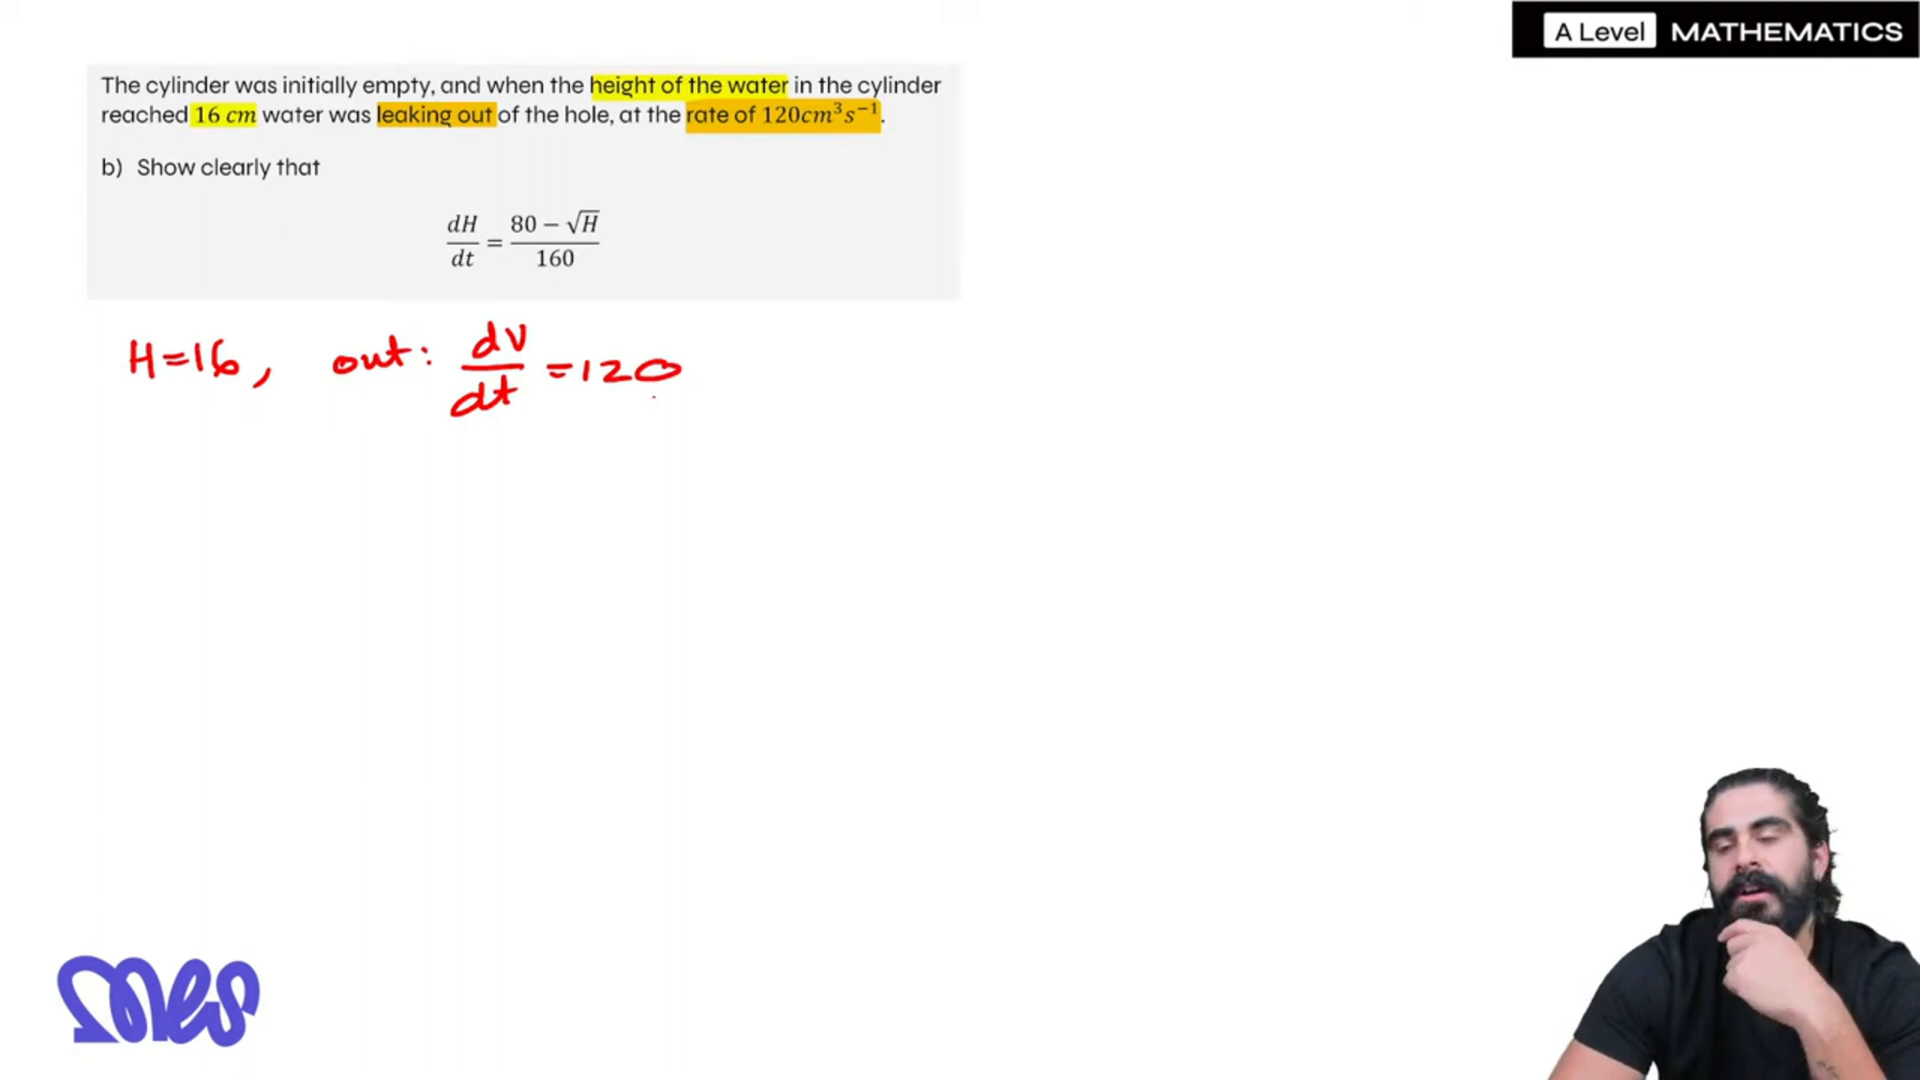 A Level MATHEMATICS
The cylinder was initially empty, and when the height of the water in the cylinder
reached 16 cm water was leaking out of the hole, at the rate of 120cm³s⁻¹.
b) Show clearly that
dH/dt = (80 − √H)/160
H=16, out: dv/dt =120
mes